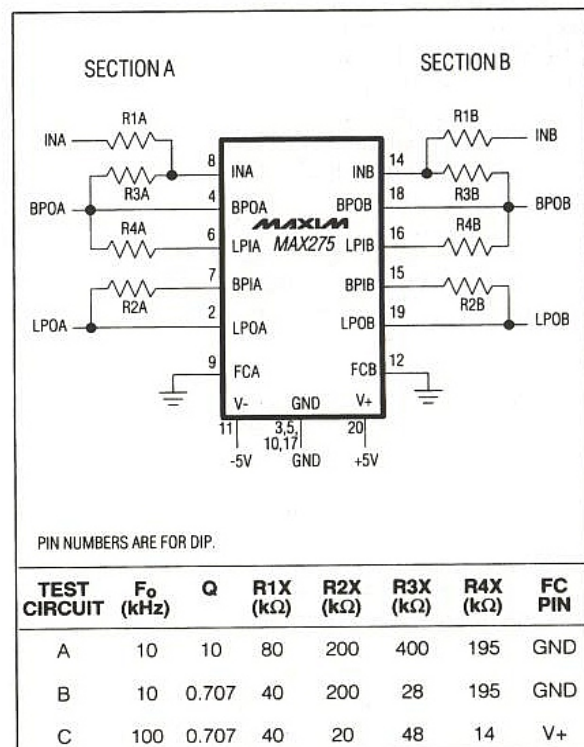 SECTION A
SECTION B
R1A
R1B
INA
INB
R3A
8
INA
INB
14
R3B
BPOA
4
BPOA
BPOB
18
BPOB
MAXIM
R4A
6
LPIA
MAX275
LPIB
16
R4B
R2A
7
BPIA
BPIB
15
R2B
LPOA
2
LPOA
LPOB
19
LPOB
9
FCA
FCB
12
V-
GND
V+
11
3,5,
10,17
20
-5V
GND
+5V
PIN NUMBERS ARE FOR DIP.
TEST CIRCUIT Fo (kHz) Q R1X (kΩ) R2X (kΩ) R3X (kΩ) R4X (kΩ) FC PIN
A 10 10 80 200 400 195 GND
B 10 0.707 40 200 28 195 GND
C 100 0.707 40 20 48 14 V+